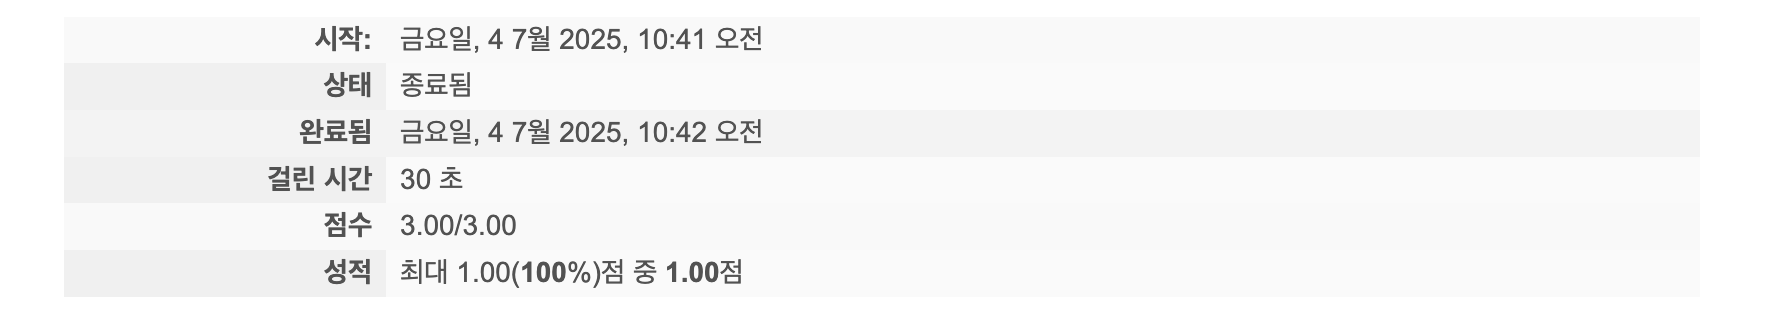 시작: 금요일, 4 7월 2025, 10:41 오전
상태 종료됨
완료됨 금요일, 4 7월 2025, 10:42 오전
걸린 시간 30 초
점수 3.00/3.00
성적 최대 1.00(100%)점 중 1.00점